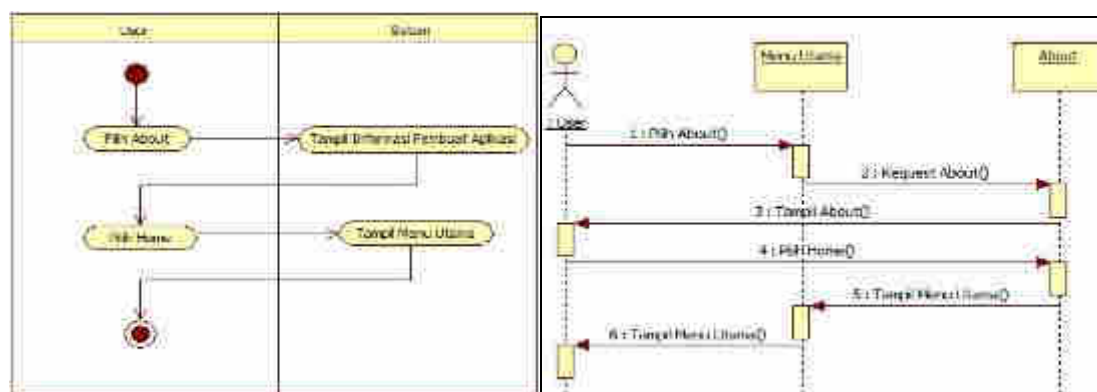 User
Sistem
Pilih About
Tampil Informasi Pembuat Aplikasi
Pilih Home
Tampil Menu Utama
: User
Menu Utama
About
1 : Pilih About()
2 : Request About()
3 : Tampil About()
4 : Pilih Home()
5 : Tampil Menu Utama()
6 : Tampil Menu Utama()